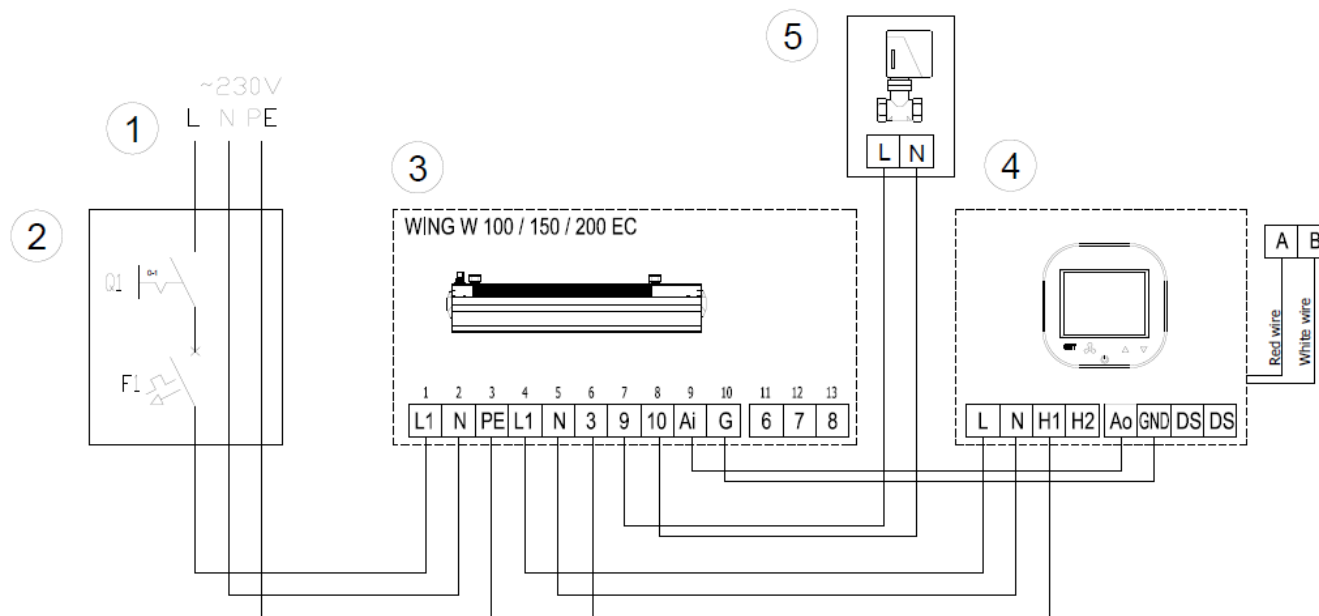 5
~230V
1
L N PE
L N
3
4
2
WING W 100 / 150 / 200 EC
A B
Q1
0-1
Red wire
White wire
F1
1 2 3 4 5 6 7 8 9 10 11 12 13
L1 N PE L1 N 3 9 10 Ai G 6 7 8
L N H1 H2 Ao GND DS DS